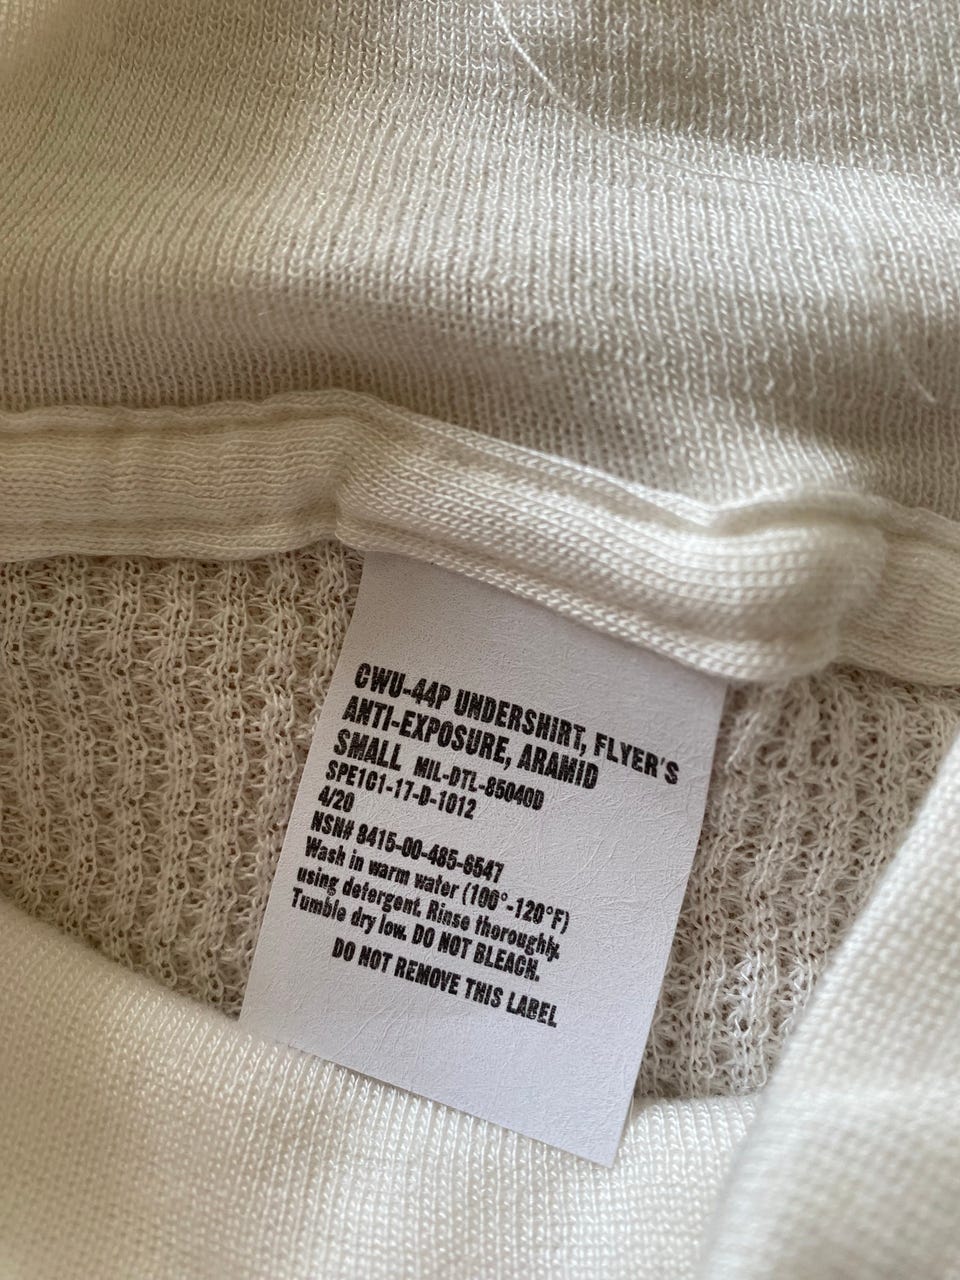 CWU-44P UNDERSHIRT, FLYER'S
ANTI-EXPOSURE, ARAMID
SMALL MIL-DTL-85040D
SPE1C1-17-D-1012
4/20
NSN# 8415-00-485-6547
Wash in warm water (100°-120°F)
using detergent. Rinse thoroughly.
Tumble dry low. DO NOT BLEACH.
DO NOT REMOVE THIS LABEL